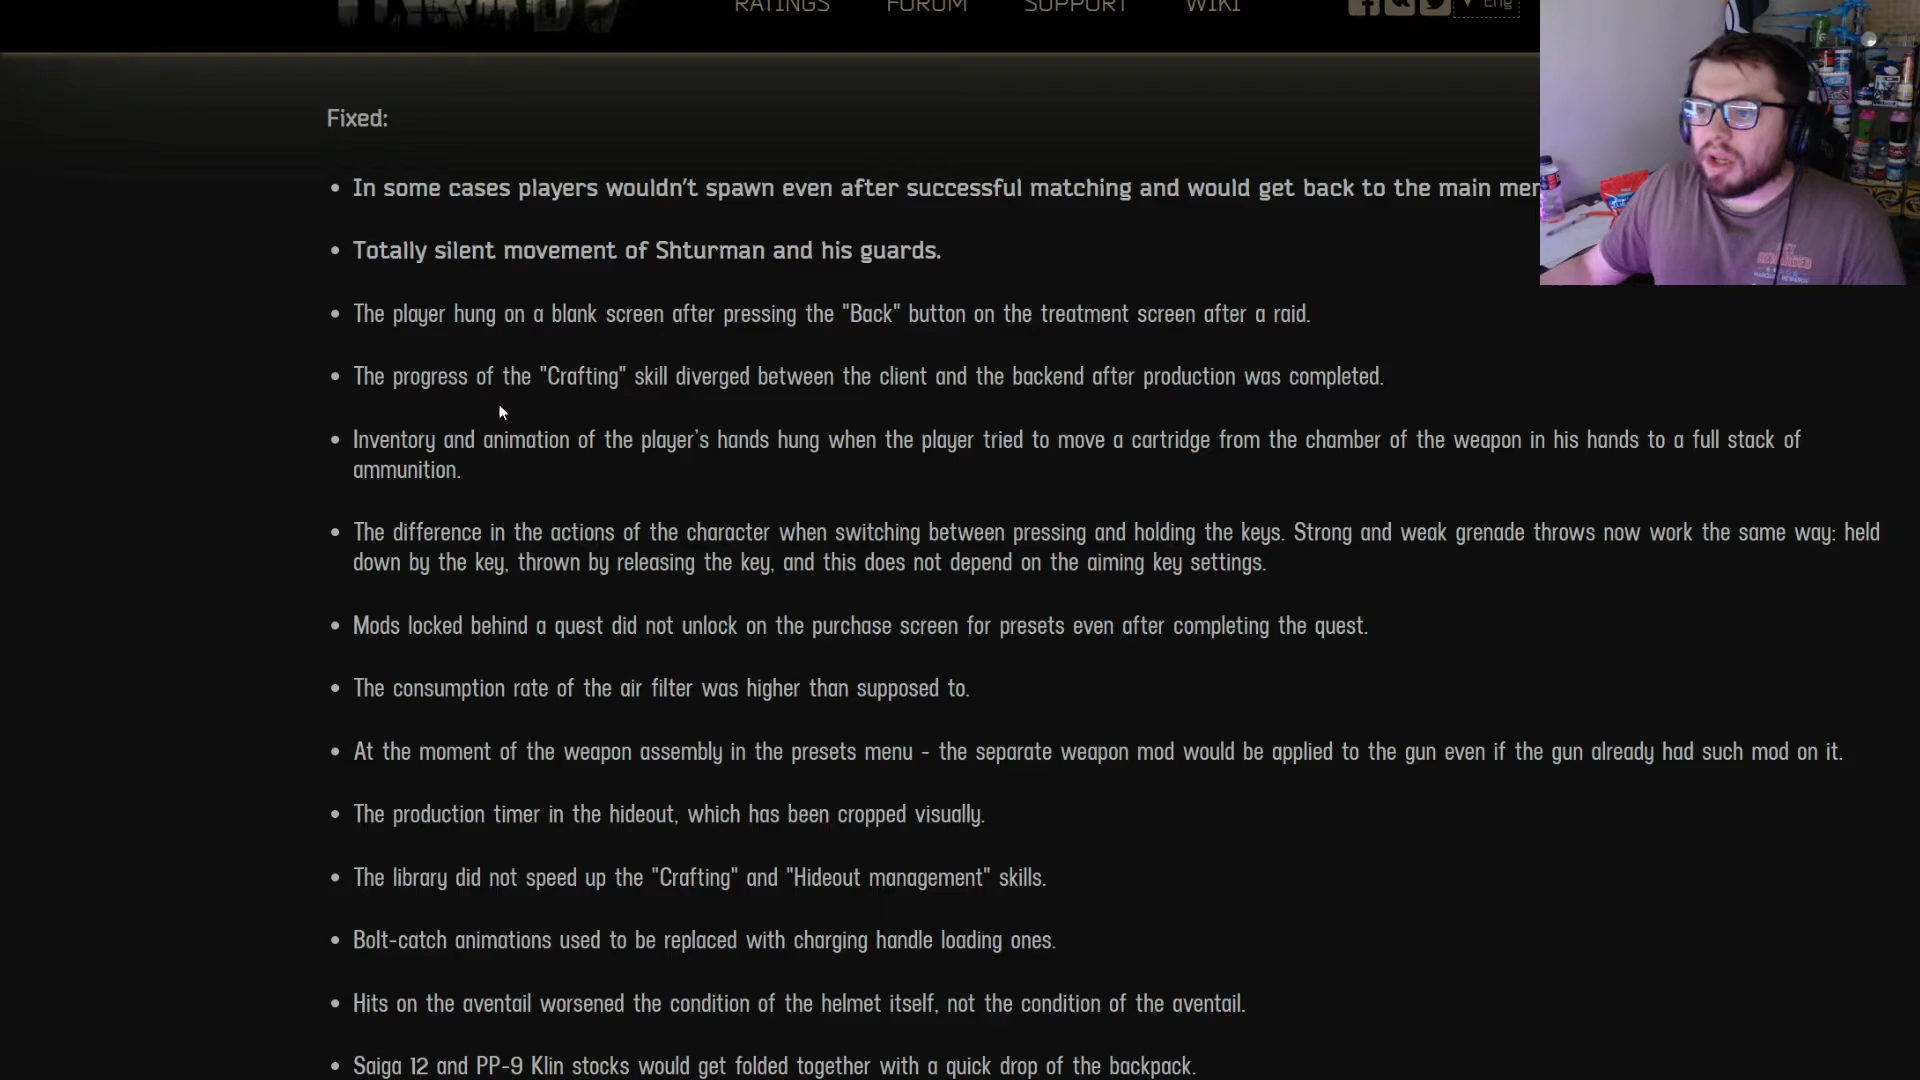 RATINGS FORUM SUPPORT WIKI Eng
Fixed:
• In some cases players wouldn't spawn even after successful matching and would get back to the main
• Totally silent movement of Shturman and his guards.
• The player hung on a blank screen after pressing the "Back" button on the treatment screen after a raid.
• The progress of the "Crafting" skill diverged between the client and the backend after production was completed.
• Inventory and animation of the player's hands hung when the player tried to move a cartridge from the chamber of the weapon in his hands to a full stack of
ammunition.
• The difference in the actions of the character when switching between pressing and holding the keys. Strong and weak grenade throws now work the same way: held
down by the key, thrown by releasing the key, and this does not depend on the aiming key settings.
• Mods locked behind a quest did not unlock on the purchase screen for presets even after completing the quest.
• The consumption rate of the air filter was higher than supposed to.
• At the moment of the weapon assembly in the presets menu - the separate weapon mod would be applied to the gun even if the gun already had such mod on it.
• The production timer in the hideout, which has been cropped visually.
• The library did not speed up the "Crafting" and "Hideout management" skills.
• Bolt-catch animations used to be replaced with charging handle loading ones.
• Hits on the aventail worsened the condition of the helmet itself, not the condition of the aventail.
• Saiga 12 and PP-9 Klin stocks would get folded together with a quick drop of the backpack.